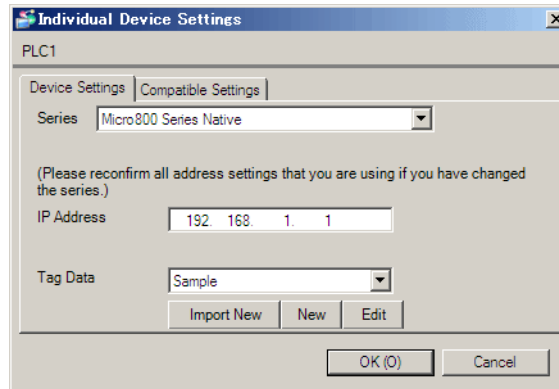 Individual Device Settings
PLC1
Device Settings Compatible Settings
Series Micro800 Series Native
(Please reconfirm all address settings that you are using if you have changed
the series.)
IP Address 192. 168. 1. 1
Tag Data Sample
Import New New Edit
OK (O) Cancel